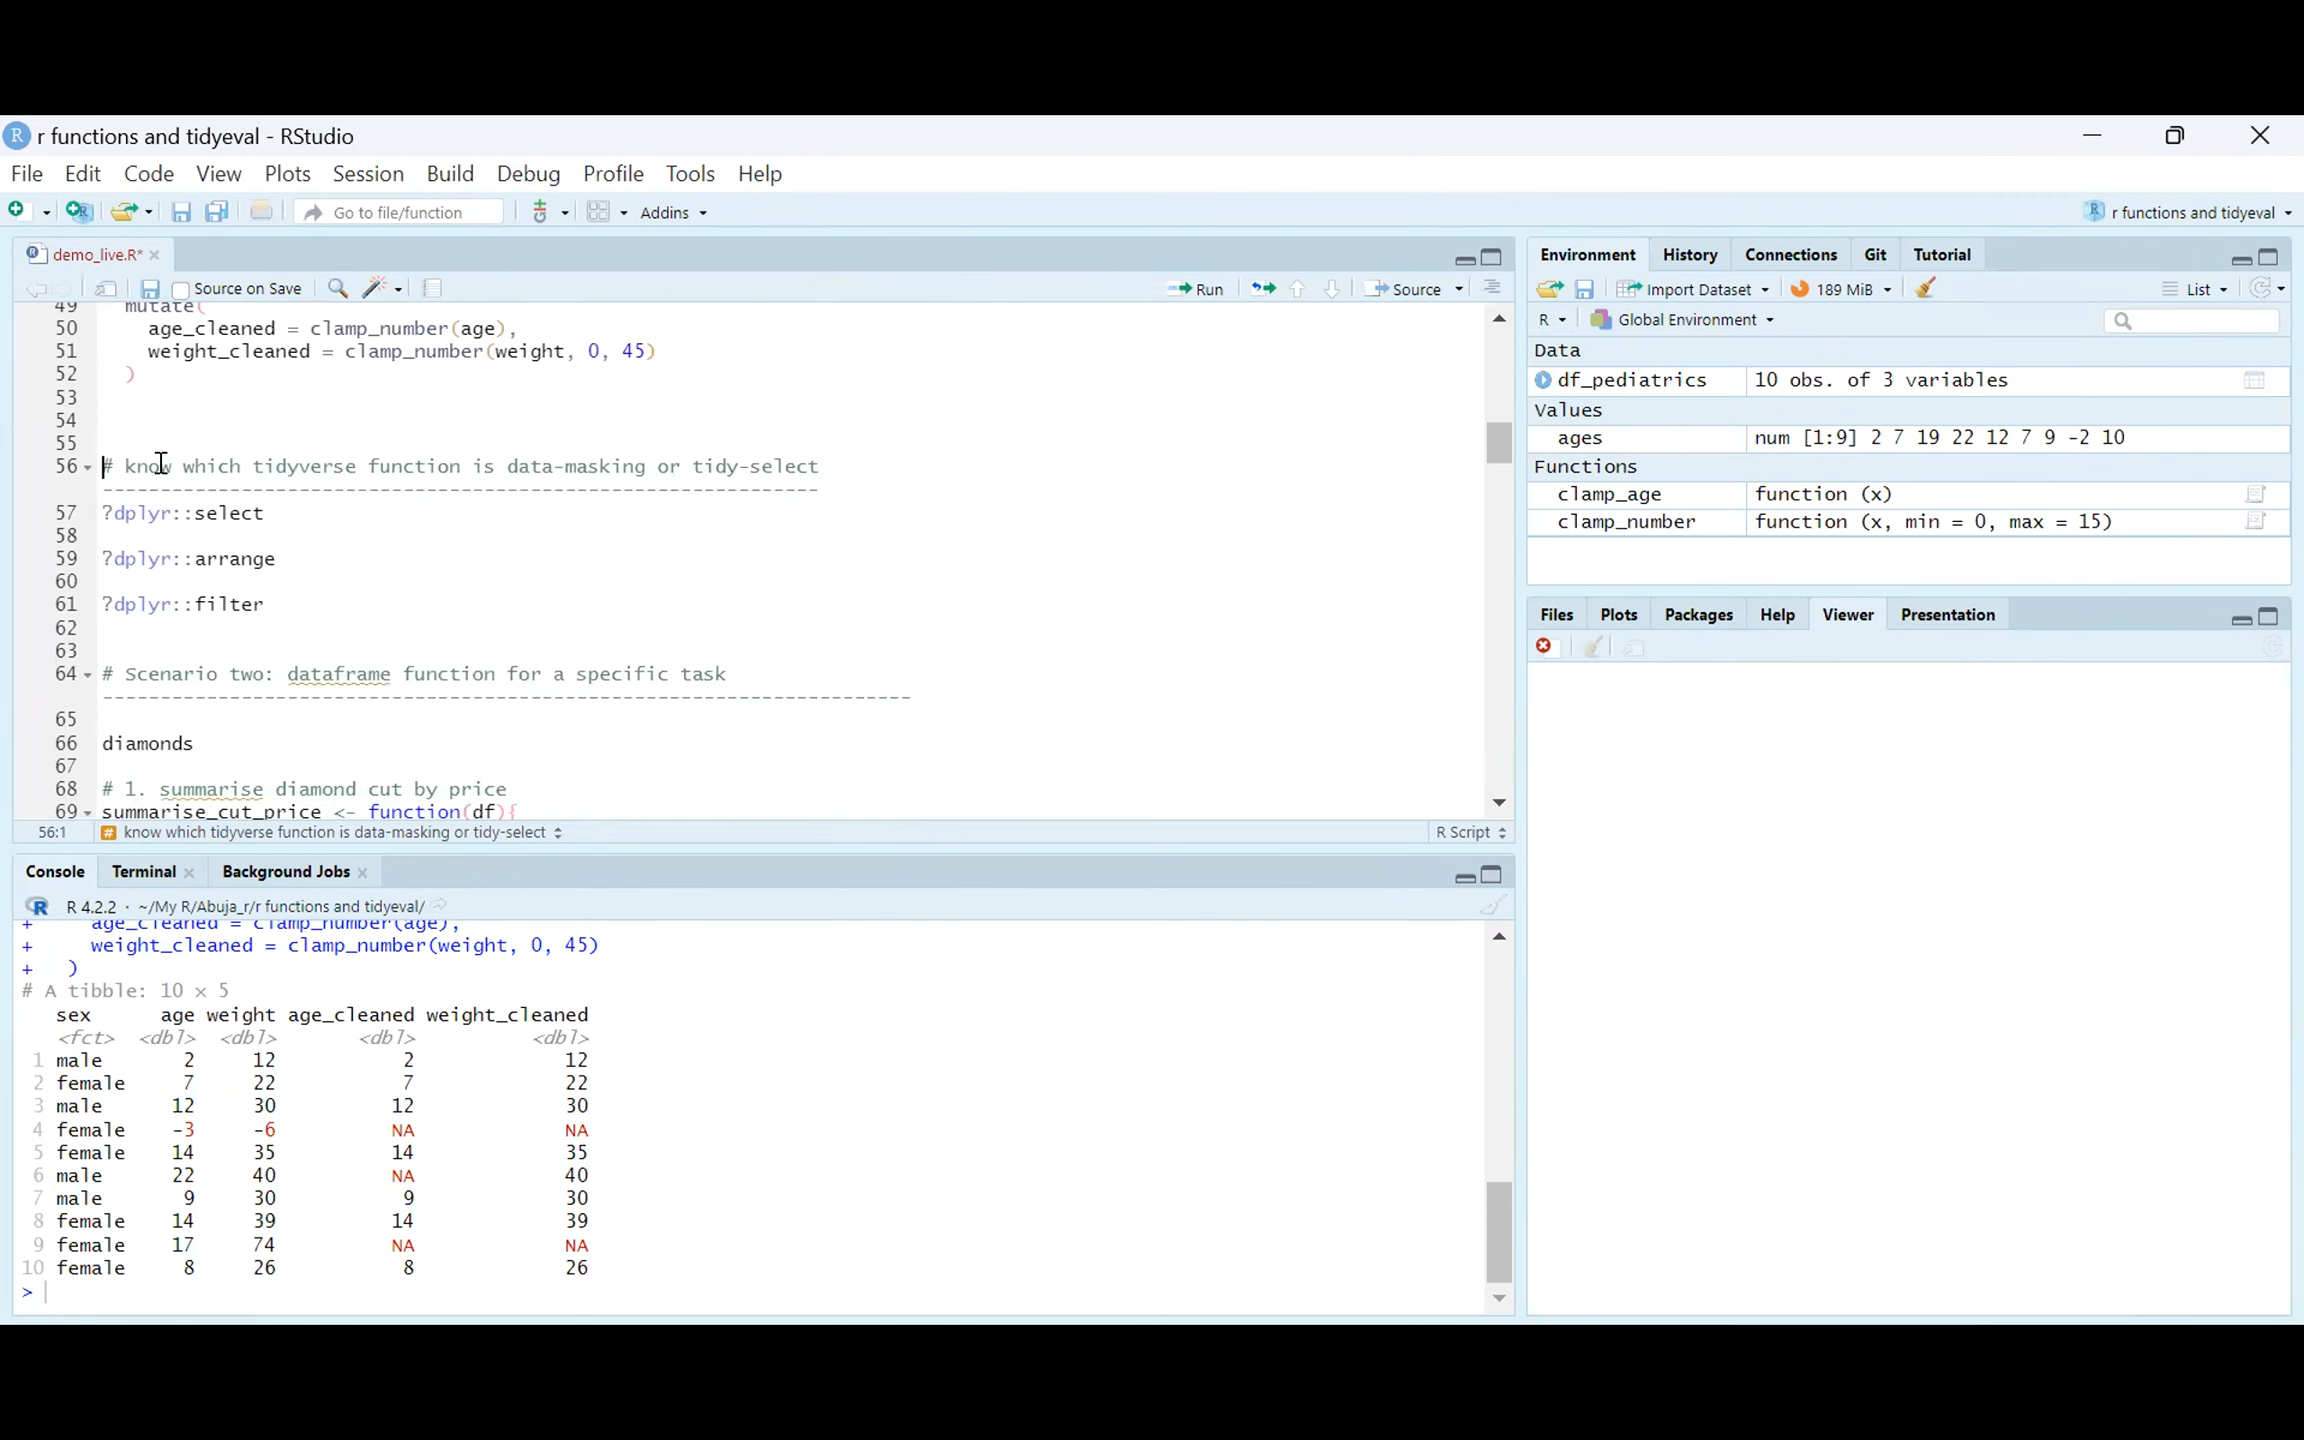 r functions and tidyeval - RStudio
File Edit Code View Plots Session Build Debug Profile Tools Help
Go to file/function Addins r functions and tidyeval
demo_live.R*
Source on Save Run Source
49 mutate(
50 age_cleaned = clamp_number(age),
51 weight_cleaned = clamp_number(weight, 0, 45)
52 )
53
54
55
56 # know which tidyverse function is data-masking or tidy-select
--------------------------------------------------------------
57 ?dplyr::select
58
59 ?dplyr::arrange
60
61 ?dplyr::filter
62
63
64 # Scenario two: dataframe function for a specific task
----------------------------------------------------------------------
65
66 diamonds
67
68 # 1. summarise diamond cut by price
69 summarise_cut_price <- function(df){
56:1 # know which tidyverse function is data-masking or tidy-select R Script
Console Terminal Background Jobs
R 4.2.2 · ~/My R/Abuja_r/r functions and tidyeval/
+ age_cleaned = clamp_number(age),
+ weight_cleaned = clamp_number(weight, 0, 45)
+ )
# A tibble: 10 × 5
sex age weight age_cleaned weight_cleaned
<fct> <dbl> <dbl> <dbl> <dbl>
1 male 2 12 2 12
2 female 7 22 7 22
3 male 12 30 12 30
4 female -3 -6 NA NA
5 female 14 35 14 35
6 male 22 40 NA 40
7 male 9 30 9 30
8 female 14 39 14 39
9 female 17 74 NA NA
10 female 8 26 8 26
>
Environment History Connections Git Tutorial
Import Dataset 189 MiB List
R Global Environment
Data
df_pediatrics 10 obs. of 3 variables
Values
ages num [1:9] 2 7 19 22 12 7 9 -2 10
Functions
clamp_age function (x)
clamp_number function (x, min = 0, max = 15)
Files Plots Packages Help Viewer Presentation